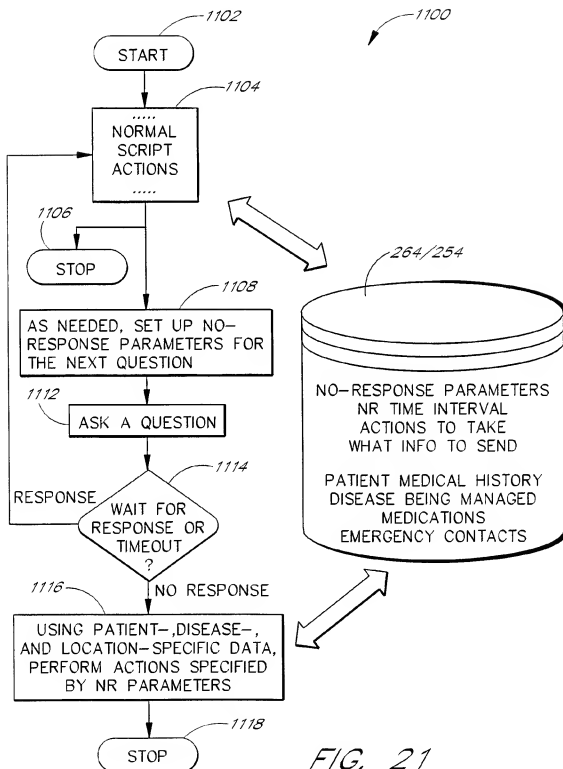 1102
1100
START
1104
.....
NORMAL
SCRIPT
ACTIONS
.....
1106
STOP
264/254
1108
AS NEEDED, SET UP NO-
RESPONSE PARAMETERS FOR
THE NEXT QUESTION
1112
ASK A QUESTION
NO-RESPONSE PARAMETERS
NR TIME INTERVAL
ACTIONS TO TAKE
WHAT INFO TO SEND
PATIENT MEDICAL HISTORY
DISEASE BEING MANAGED
MEDICATIONS
EMERGENCY CONTACTS
1114
RESPONSE
WAIT FOR
RESPONSE OR
TIMEOUT
?
NO RESPONSE
1116
USING PATIENT-,DISEASE-,
AND LOCATION-SPECIFIC DATA,
PERFORM ACTIONS SPECIFIED
BY NR PARAMETERS
1118
STOP
FIG. 21